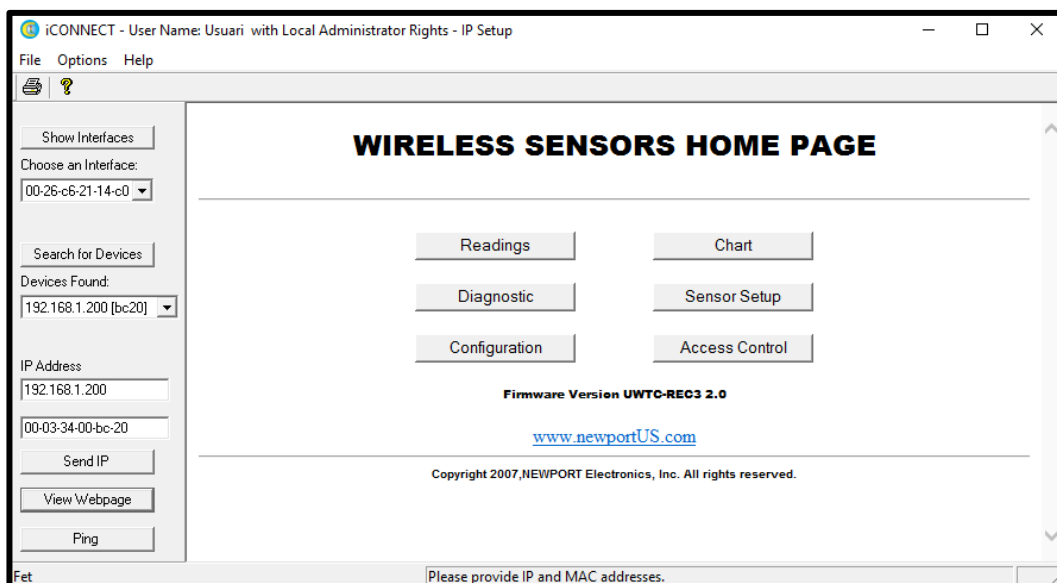 iCONNECT - User Name: Usuari  with Local Administrator Rights - IP Setup
File Options Help
Show Interfaces
Choose an Interface:
00-26-c6-21-14-c0
Search for Devices
Devices Found:
192.168.1.200 [bc20]
IP Address
192.168.1.200
00-03-34-00-bc-20
Send IP
View Webpage
Ping
WIRELESS SENSORS HOME PAGE
Readings Chart
Diagnostic Sensor Setup
Configuration Access Control
Firmware Version UWTC-REC3 2.0
www.newportUS.com
Copyright 2007,NEWPORT Electronics, Inc. All rights reserved.
Fet Please provide IP and MAC addresses.